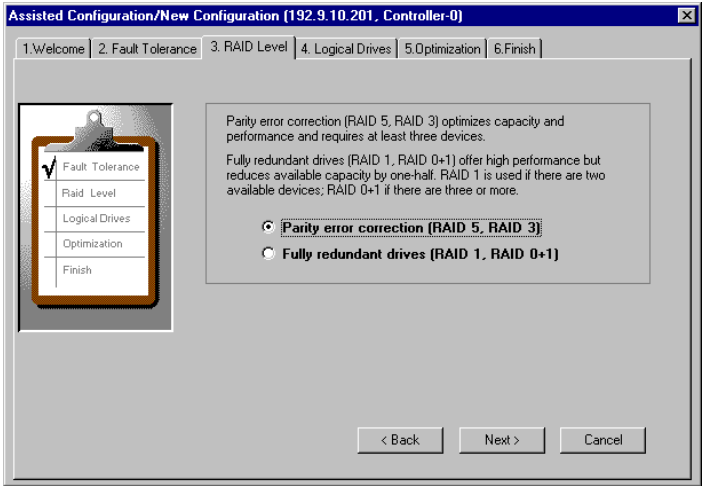 Assisted Configuration/New Configuration (192.9.10.201, Controller-0)
1.Welcome 2. Fault Tolerance 3. RAID Level 4. Logical Drives 5.Optimization 6.Finish
Fault Tolerance
Raid Level
Logical Drives
Optimization
Finish
Parity error correction (RAID 5, RAID 3) optimizes capacity and
performance and requires at least three devices.
Fully redundant drives (RAID 1, RAID 0+1) offer high performance but
reduces available capacity by one-half. RAID 1 is used if there are two
available devices; RAID 0+1 if there are three or more.
Parity error correction (RAID 5, RAID 3)
Fully redundant drives (RAID 1, RAID 0+1)
< Back Next > Cancel